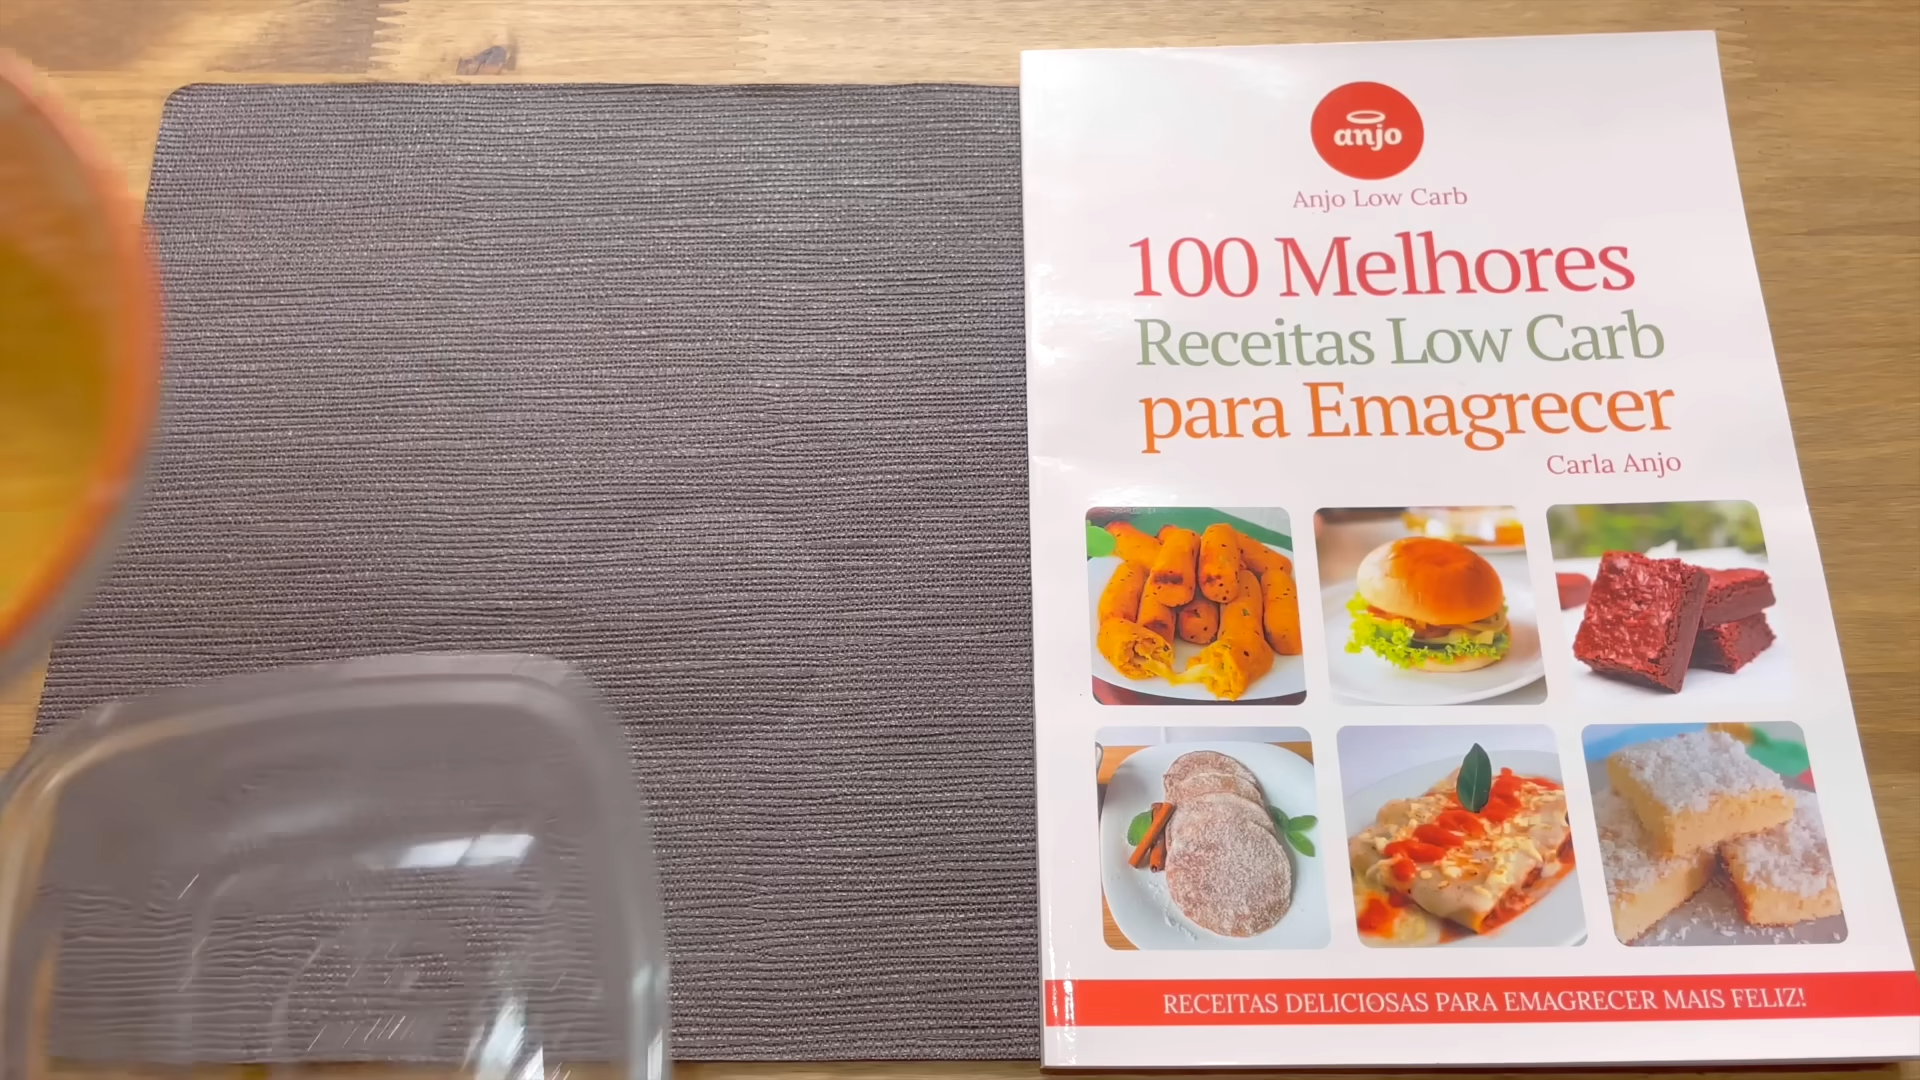 anjo
Anjo Low Carb
100 Melhores
Receitas Low Carb
para Emagrecer
Carla Anjo
RECEITAS DELICIOSAS PARA EMAGRECER MAIS FELIZ!